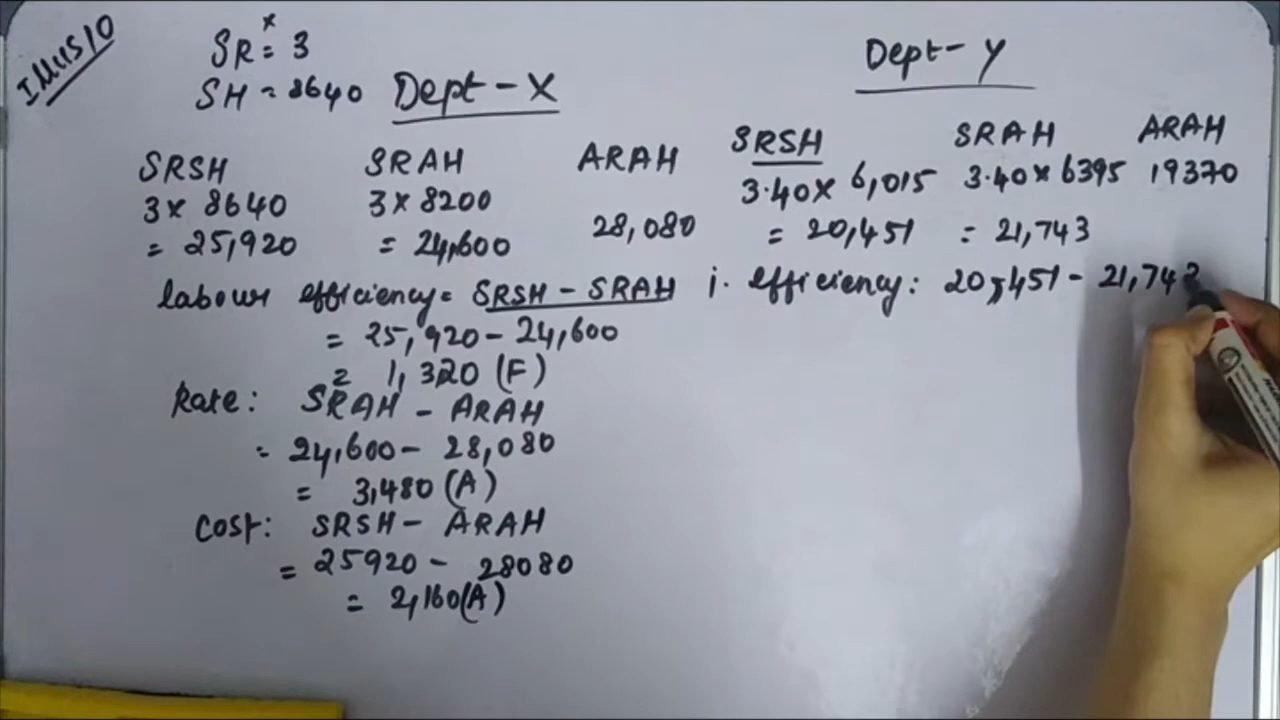 Illus 10
SR = 3
SH = 8640
Dept - X
SRSH SRAH ARAH
3 × 8640 3 × 8200
= 25,920 = 24,600 28,080
labour efficiency = SRSH - SRAH
= 25,920 - 24,600
= 1,320 (F)
Rate: SRAH - ARAH
= 24,600 - 28,080
= 3,480 (A)
Cost: SRSH - ARAH
= 25920 - 28080
= 2,160 (A)
Dept - Y
SRSH SRAH ARAH
3.40 × 6,015 3.40 × 6395 19370
= 20,451 = 21,743
i. efficiency: 20,451 - 21,743